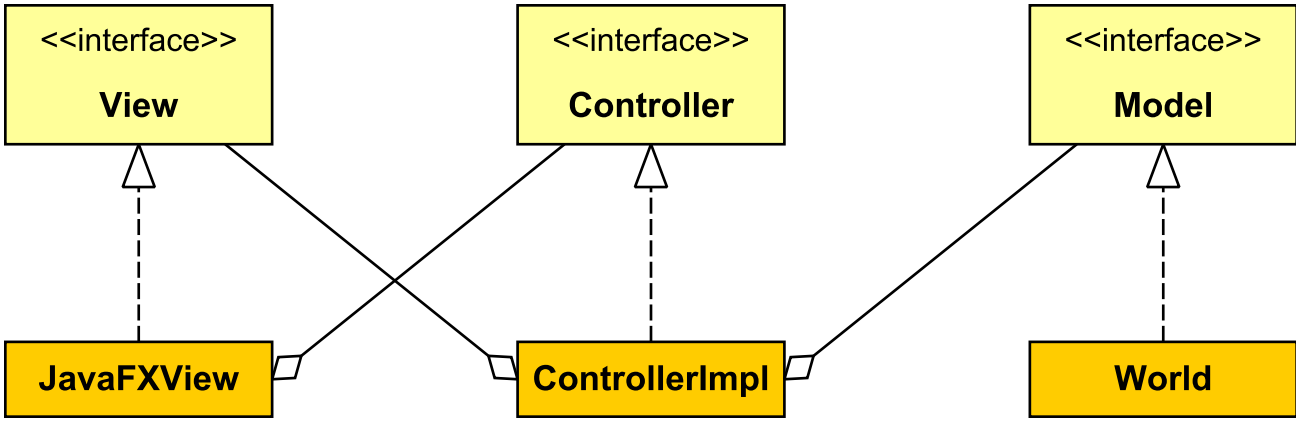 <<interface>>
View
<<interface>>
Controller
<<interface>>
Model
JavaFXView
ControllerImpl
World